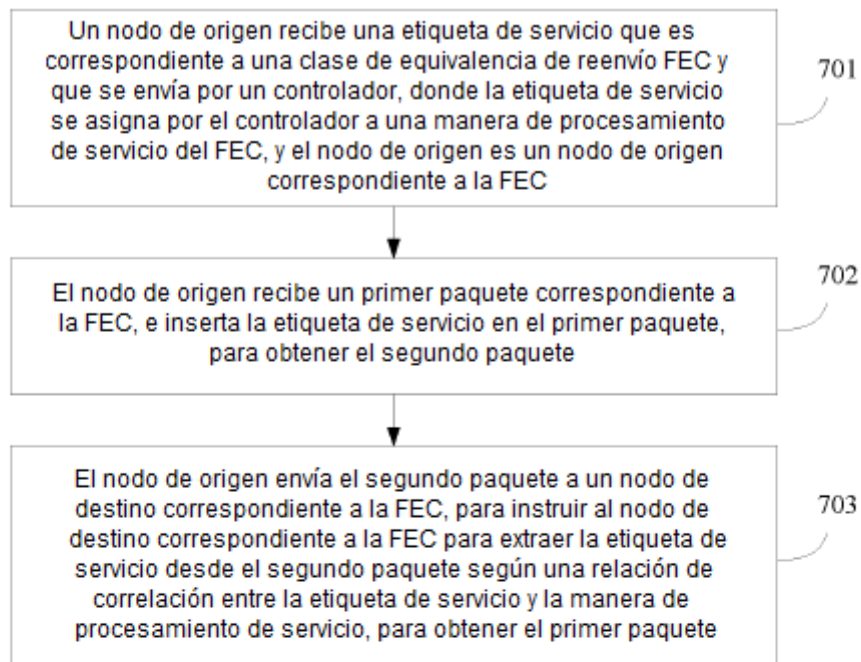 Un nodo de origen recibe una etiqueta de servicio que es
correspondiente a una clase de equivalencia de reenvío FEC y
que se envía por un controlador, donde la etiqueta de servicio
se asigna por el controlador a una manera de procesamiento
de servicio del FEC, y el nodo de origen es un nodo de origen
correspondiente a la FEC
701
El nodo de origen recibe un primer paquete correspondiente a
la FEC, e inserta la etiqueta de servicio en el primer paquete,
para obtener el segundo paquete
702
El nodo de origen envía el segundo paquete a un nodo de
destino correspondiente a la FEC, para instruir al nodo de
destino correspondiente a la FEC para extraer la etiqueta de
servicio desde el segundo paquete según una relación de
correlación entre la etiqueta de servicio y la manera de
procesamiento de servicio, para obtener el primer paquete
703